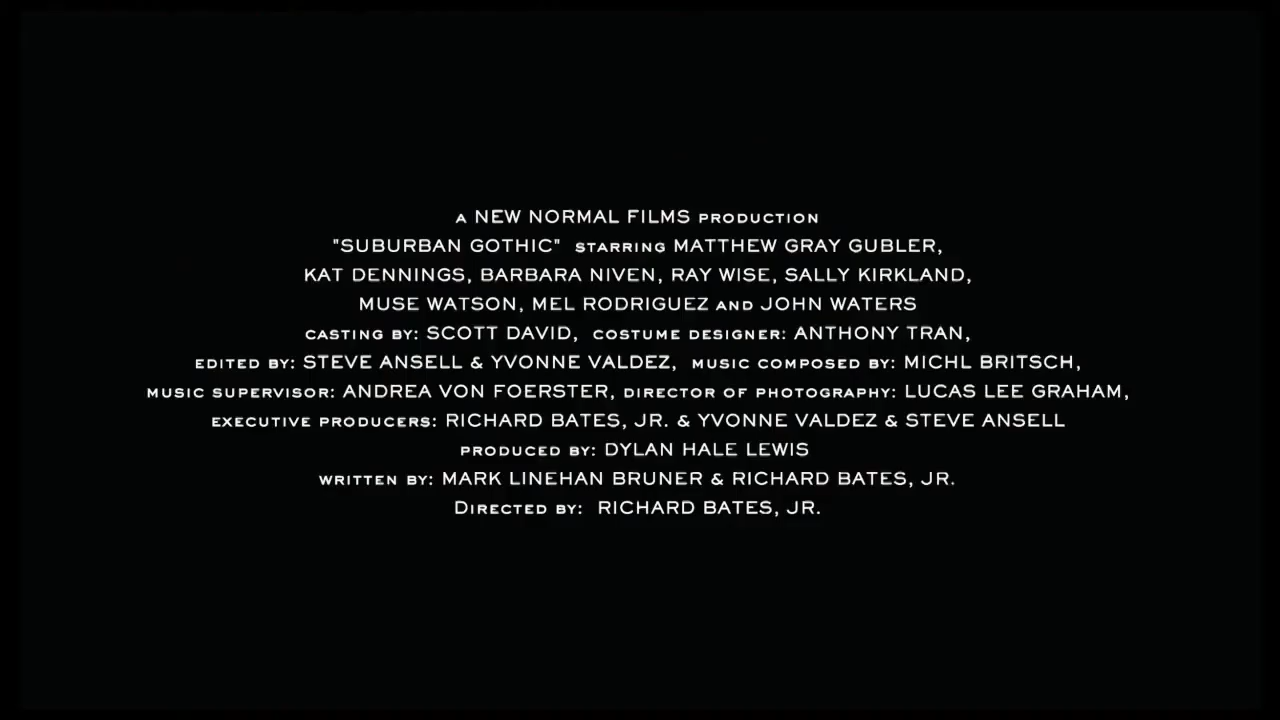 A NEW NORMAL FILMS PRODUCTION
"SUBURBAN GOTHIC" STARRING MATTHEW GRAY GUBLER,
KAT DENNINGS, BARBARA NIVEN, RAY WISE, SALLY KIRKLAND,
MUSE WATSON, MEL RODRIGUEZ AND JOHN WATERS
CASTING BY: SCOTT DAVID, COSTUME DESIGNER: ANTHONY TRAN,
EDITED BY: STEVE ANSELL & YVONNE VALDEZ, MUSIC COMPOSED BY: MICHL BRITSCH,
MUSIC SUPERVISOR: ANDREA VON FOERSTER, DIRECTOR OF PHOTOGRAPHY: LUCAS LEE GRAHAM,
EXECUTIVE PRODUCERS: RICHARD BATES, JR. & YVONNE VALDEZ & STEVE ANSELL
PRODUCED BY: DYLAN HALE LEWIS
WRITTEN BY: MARK LINEHAN BRUNER & RICHARD BATES, JR.
DIRECTED BY: RICHARD BATES, JR.